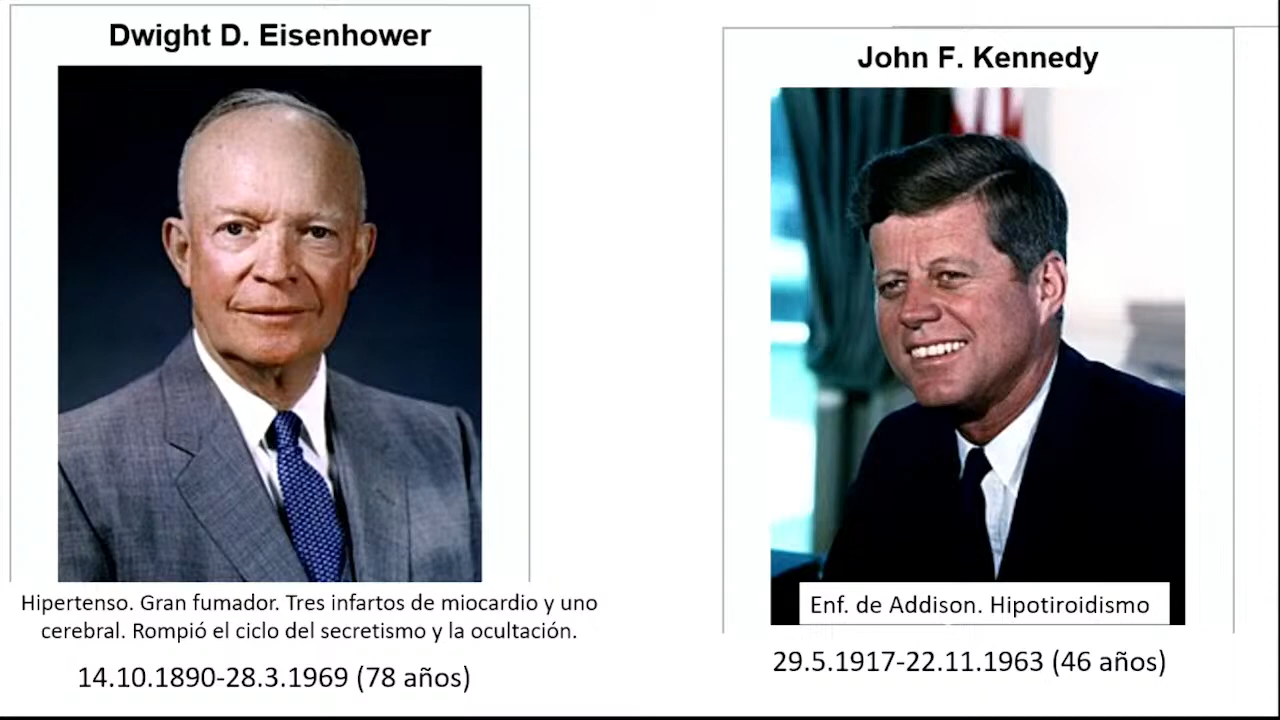 Dwight D. Eisenhower
Hipertenso. Gran fumador. Tres infartos de miocardio y uno
cerebral. Rompió el ciclo del secretismo y la ocultación.
14.10.1890-28.3.1969 (78 años)
John F. Kennedy
Enf. de Addison. Hipotiroidismo
29.5.1917-22.11.1963 (46 años)